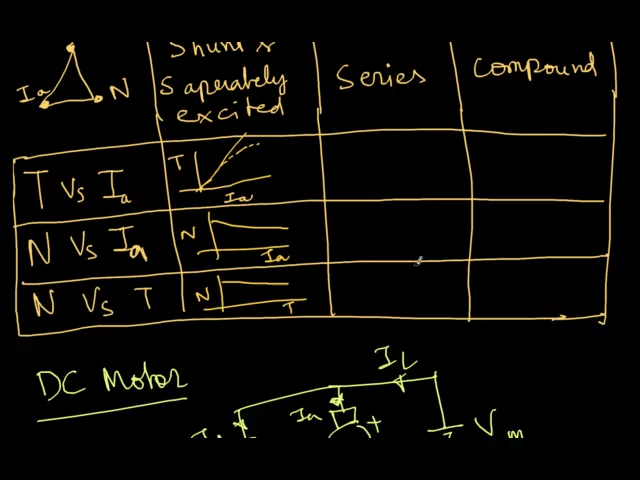 Shunt &
Saperately
excited
Series
Compound
Ia
N
T Vs Ia
T
Ia
N Vs Ia
N
Ia
N Vs T
N
T
DC Motor
IL
Ia
+
Vm